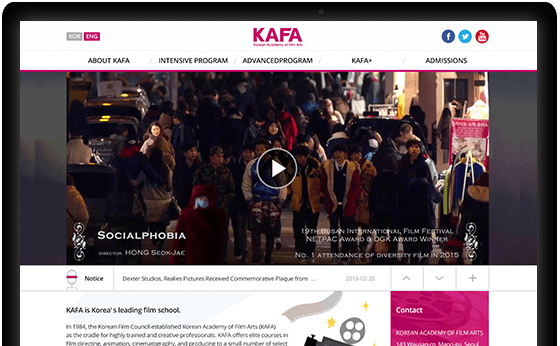 KOR ENG
KAFA
Korean Academy of Film Arts
You Tube
ABOUT KAFA / INTENSIVE PROGRAM / ADVANCEDPROGRAM / KAFA+ / ADMISSIONS
SOCIALPHOBIA
DIRECTOR. HONG SEOK-JAE
19TH BUSAN INTERNATIONAL FILM FESTIVAL
NETPAC AWARD & DGK AWARD WINNER
NO. 1 ATTENDANCE OF DIVERSITY FILM IN 2015
Notice Dexter Studios, Realies Pictures Received Commemorative Plaque from ... 2018-02-28
KAFA is Korea' s leading film school.
In 1984, the Korean Film Council established Korean Academy of Film Arts (KAFA)
as the cradle for highly trained and creative professionals. KAFA offers elite courses in
film directing, animation, cinematography, and producing to a small number of select
Contact
KOREAN ACADEMY OF FILM ARTS
143 Wausanro, Mapo-gu, Seoul